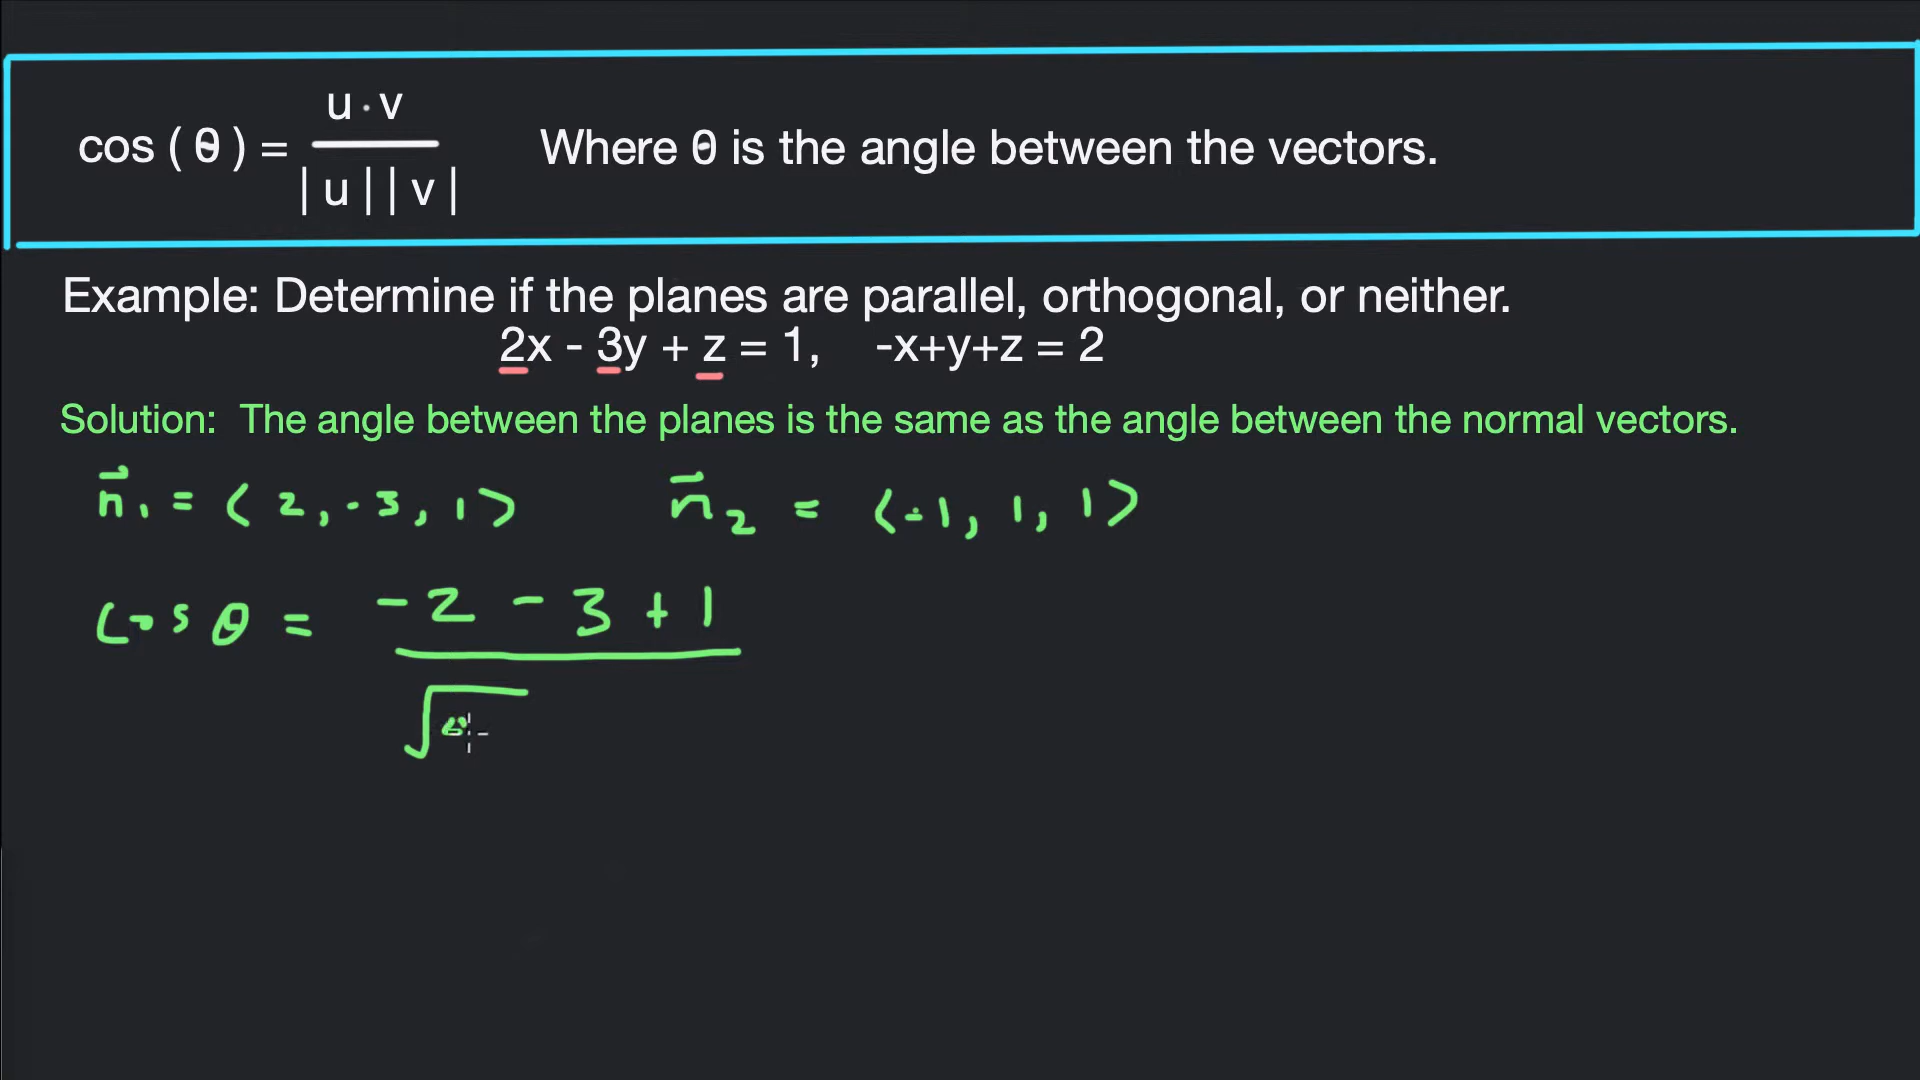 cos(θ) = u · v / |u||v| Where θ is the angle between the vectors.
Example: Determine if the planes are parallel, orthogonal, or neither.
2x - 3y + z = 1, -x+y+z = 2
Solution: The angle between the planes is the same as the angle between the normal vectors.
n⃗₁ = ⟨2, -3, 1⟩ n⃗₂ = ⟨-1, 1, 1⟩
cos θ = -2 - 3 + 1 / √